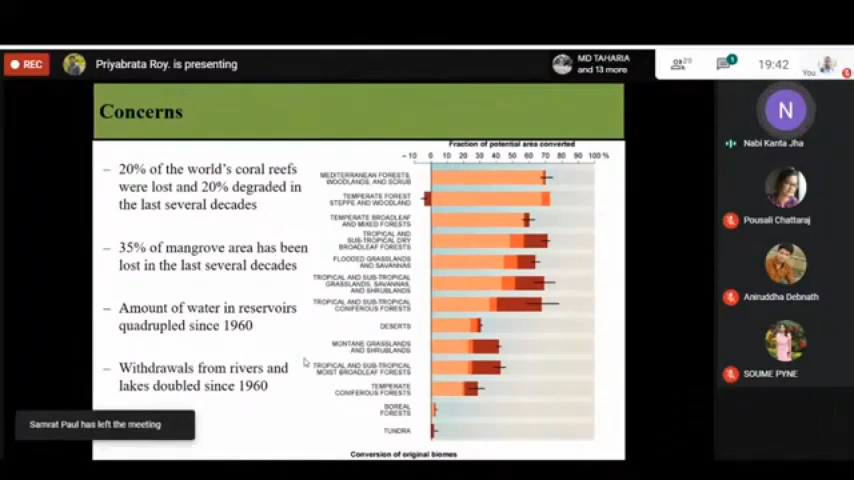 REC
Priyabrata Roy. is presenting
MD TAHARIA
and 13 more
29
1
19:42
You
Concerns
– 20% of the world's coral reefs
were lost and 20% degraded in
the last several decades
– 35% of mangrove area has been
lost in the last several decades
– Amount of water in reservoirs
quadrupled since 1960
– Withdrawals from rivers and
lakes doubled since 1960
Fraction of potential area converted
– 10 0 10 20 30 40 50 60 70 80 90 100 %
MEDITERRANEAN FORESTS,
WOODLANDS, AND SCRUB
TEMPERATE FOREST
STEPPE AND WOODLAND
TEMPERATE BROADLEAF
AND MIXED FORESTS
TROPICAL AND
SUB-TROPICAL DRY
BROADLEAF FORESTS
FLOODED GRASSLANDS
AND SAVANNAS
TROPICAL AND SUB-TROPICAL
GRASSLANDS, SAVANNAS,
AND SHRUBLANDS
TROPICAL AND SUB-TROPICAL
CONIFEROUS FORESTS
DESERTS
MONTANE GRASSLANDS
AND SHRUBLANDS
TROPICAL AND SUB-TROPICAL
MOIST BROADLEAF FORESTS
TEMPERATE
CONIFEROUS FORESTS
BOREAL
FORESTS
TUNDRA
Conversion of original biomes
N
Nabi Kanta Jha
Pousali Chattaraj
Aniruddha Debnath
SOUME PYNE
Samrat Paul has left the meeting